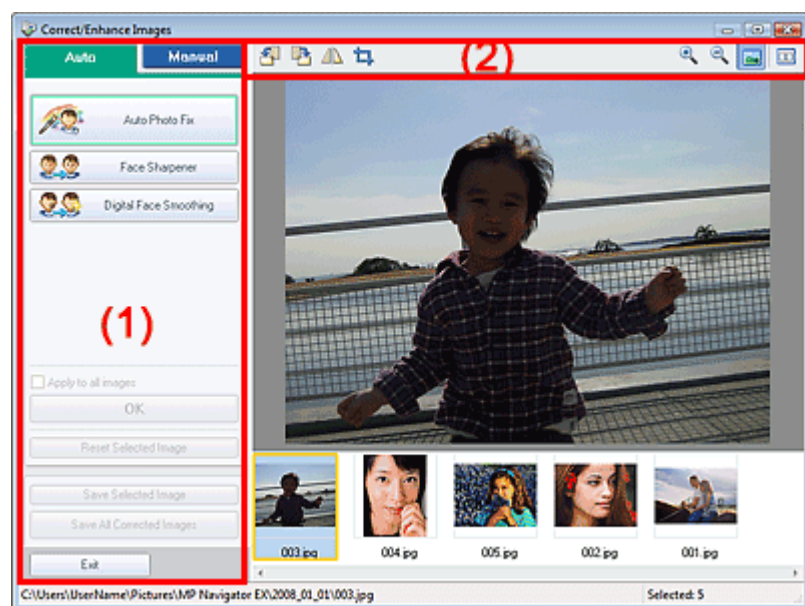 Correct/Enhance Images
Auto
Manual
(2)
Auto Photo Fix
Face Sharpener
Digital Face Smoothing
(1)
Apply to all images
OK
Reset Selected Image
Save Selected Image
Save All Corrected Images
Exit
003.jpg
004.jpg
005.jpg
002.jpg
001.jpg
C:\Users\UserName\Pictures\MP Navigator EX\2008_01_01\003.jpg
Selected: 5